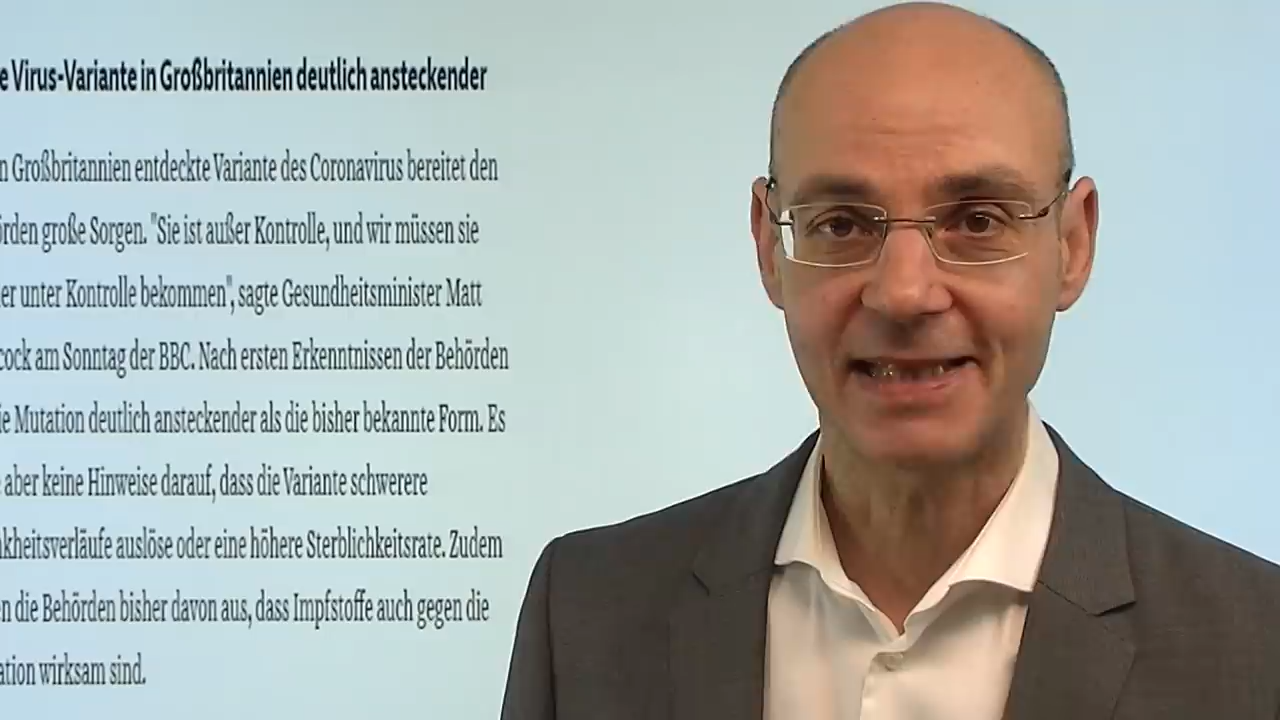 e Virus-Variante in Großbritannien deutlich ansteckender
n Großbritannien entdeckte Variante des Coronavirus bereitet den
rden große Sorgen. "Sie ist außer Kontrolle, und wir müssen sie
er unter Kontrolle bekommen", sagte Gesundheitsminister Matt
cock am Sonntag der BBC. Nach ersten Erkenntnissen der Behörden
ie Mutation deutlich ansteckender als die bisher bekannte Form. Es
aber keine Hinweise darauf, dass die Variante schwerere
nkheitsverläufe auslöse oder eine höhere Sterblichkeitsrate. Zudem
en die Behörden bisher davon aus, dass Impfstoffe auch gegen die
ation wirksam sind.